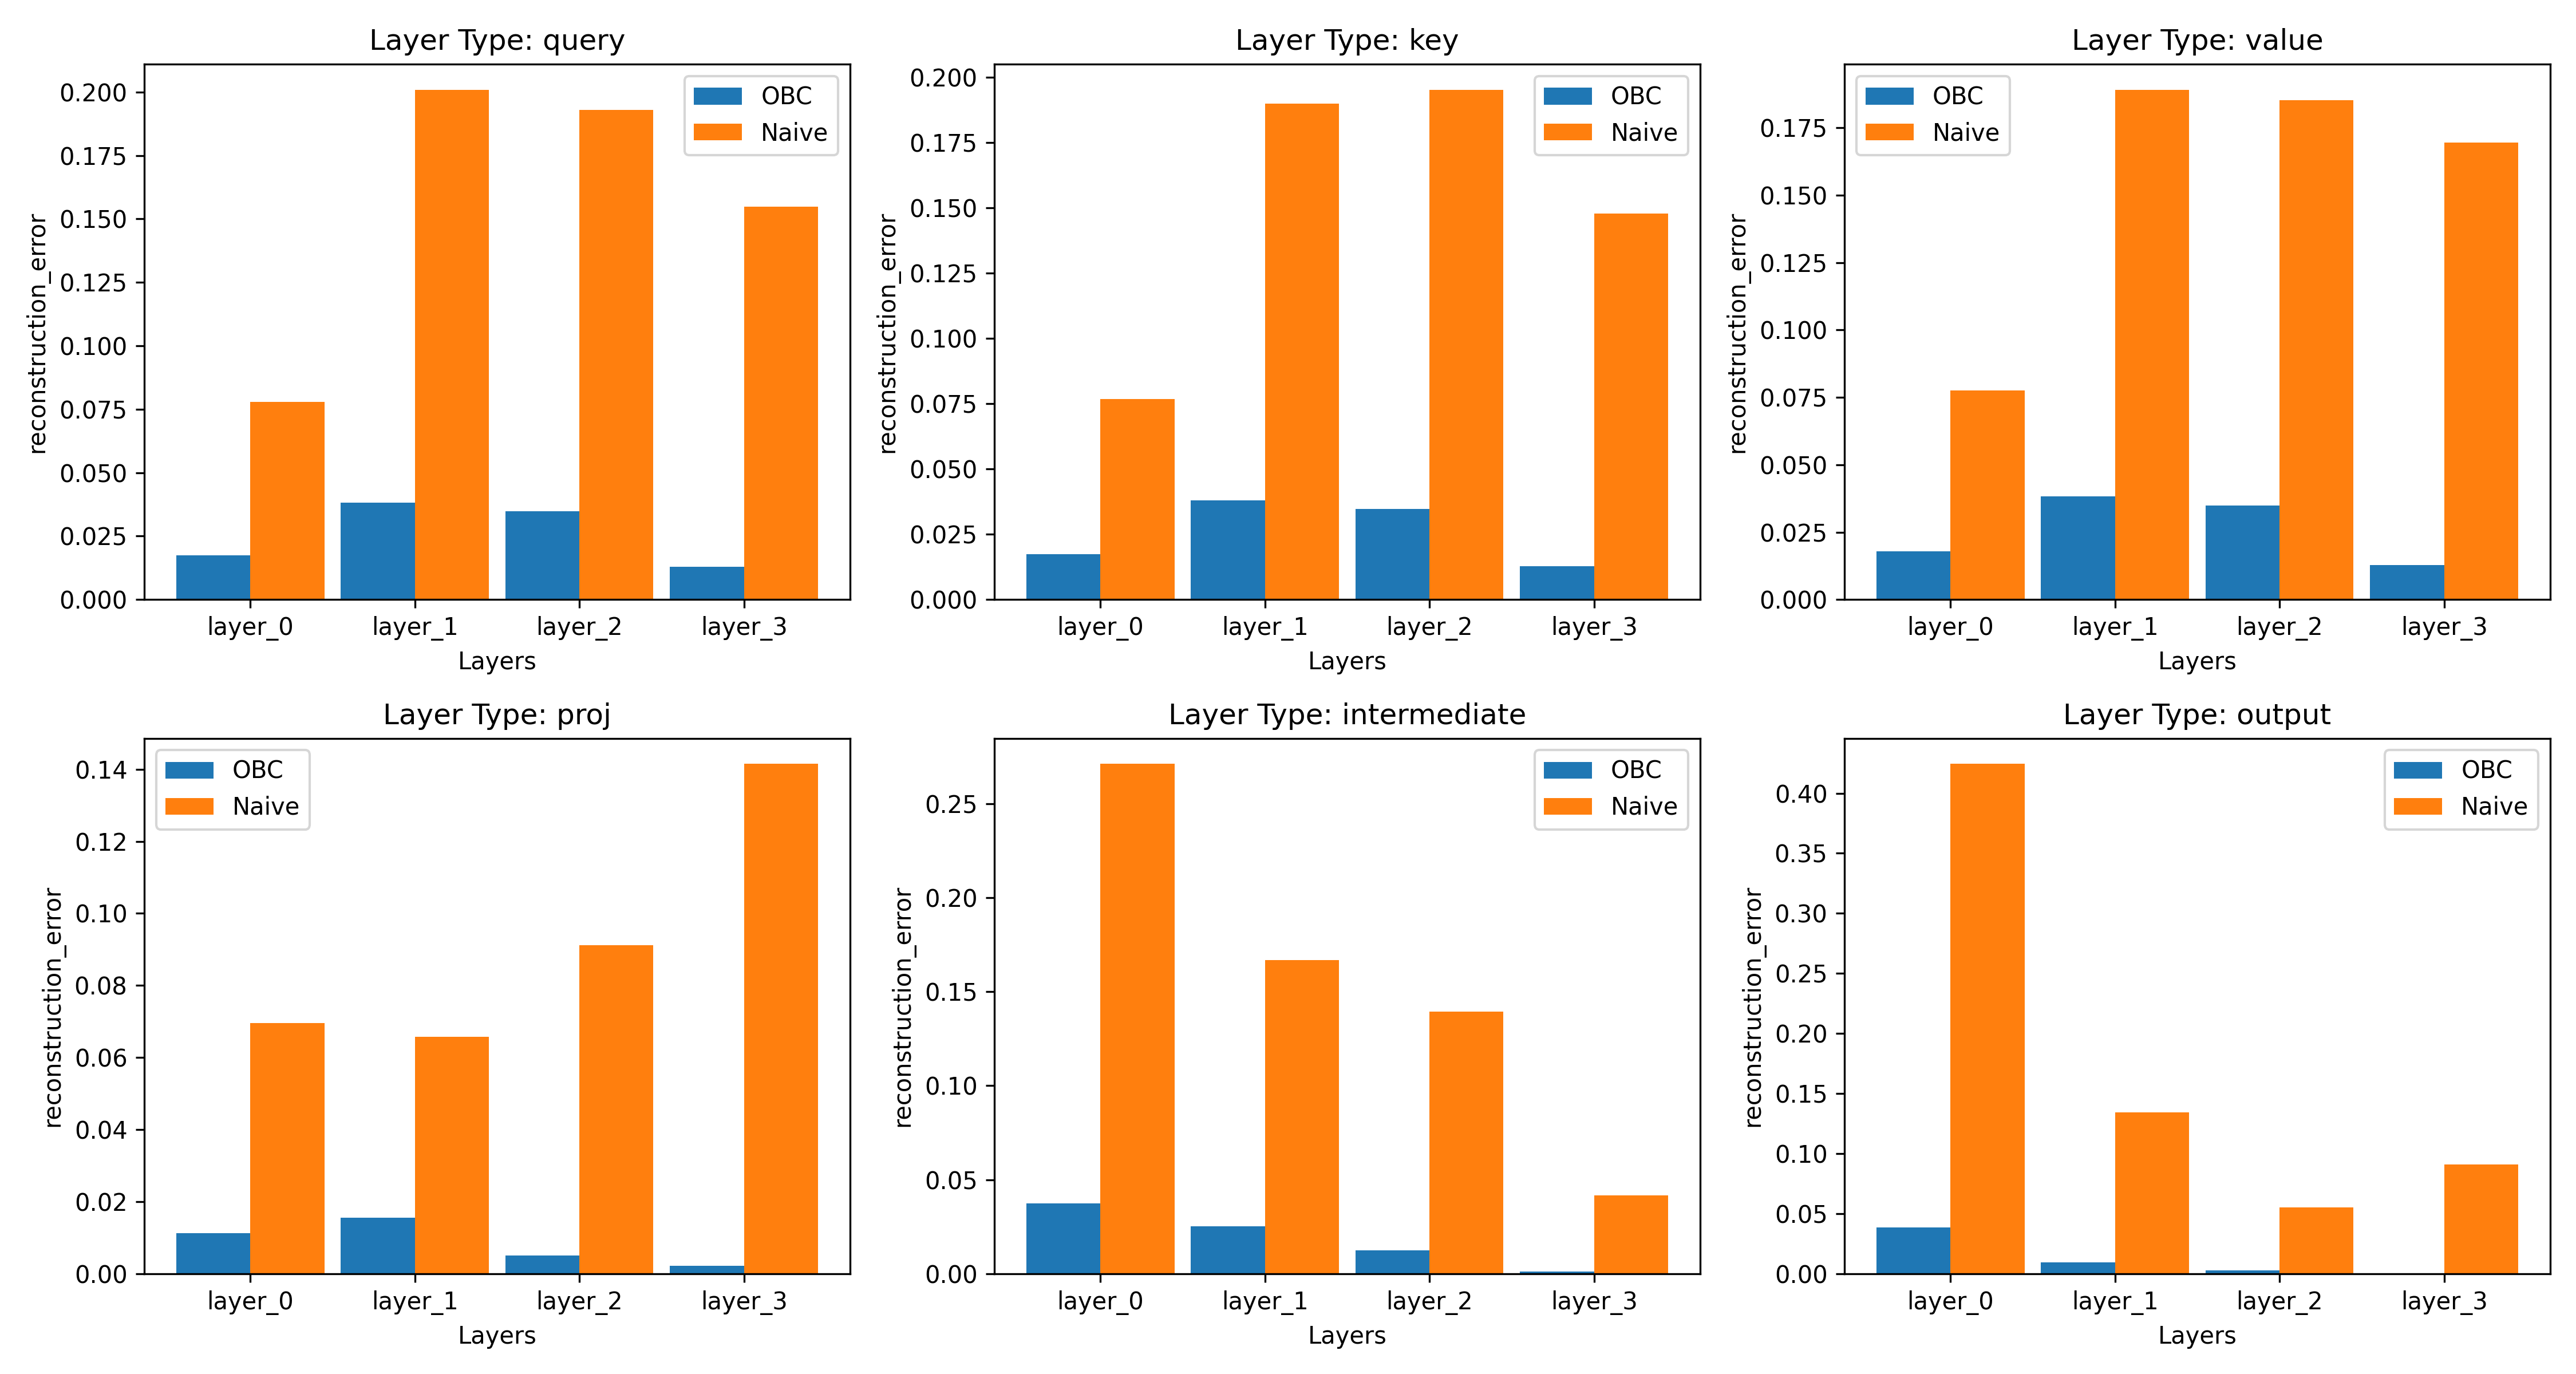 Layer Type: query
OBC
Naive
0.200
0.175
0.150
0.125
0.100
0.075
0.050
0.025
0.000
reconstruction_error
layer_0 layer_1 layer_2 layer_3
Layers
Layer Type: key
OBC
Naive
0.200
0.175
0.150
0.125
0.100
0.075
0.050
0.025
0.000
reconstruction_error
layer_0 layer_1 layer_2 layer_3
Layers
Layer Type: value
OBC
Naive
0.175
0.150
0.125
0.100
0.075
0.050
0.025
0.000
reconstruction_error
layer_0 layer_1 layer_2 layer_3
Layers
Layer Type: proj
OBC
Naive
0.14
0.12
0.10
0.08
0.06
0.04
0.02
0.00
reconstruction_error
layer_0 layer_1 layer_2 layer_3
Layers
Layer Type: intermediate
OBC
Naive
0.25
0.20
0.15
0.10
0.05
0.00
reconstruction_error
layer_0 layer_1 layer_2 layer_3
Layers
Layer Type: output
OBC
Naive
0.40
0.35
0.30
0.25
0.20
0.15
0.10
0.05
0.00
reconstruction_error
layer_0 layer_1 layer_2 layer_3
Layers